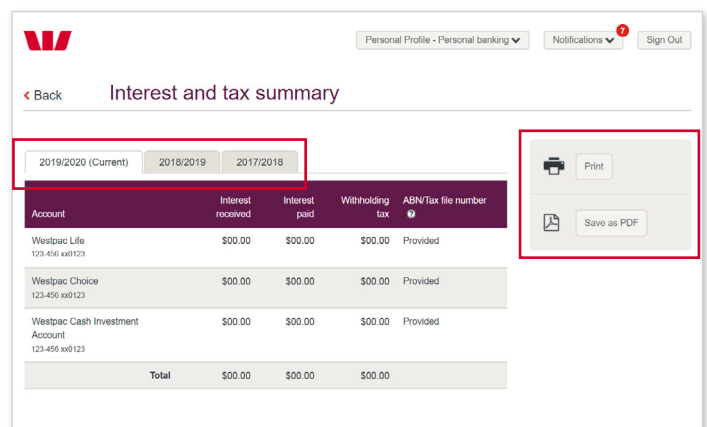 Personal Profile - Personal banking
Notifications
7
Sign Out
Back
Interest and tax summary
2019/2020 (Current)
2018/2019
2017/2018
Print
Save as PDF
Account Interest received Interest paid Withholding tax ABN/Tax file number ?
Westpac Life $00.00 $00.00 $00.00 Provided
123-456 xx0123
Westpac Choice $00.00 $00.00 $00.00 Provided
123-456 xx0123
Westpac Cash Investment $00.00 $00.00 $00.00 Provided
Account
123-456 xx0123
Total $00.00 $00.00 $00.00